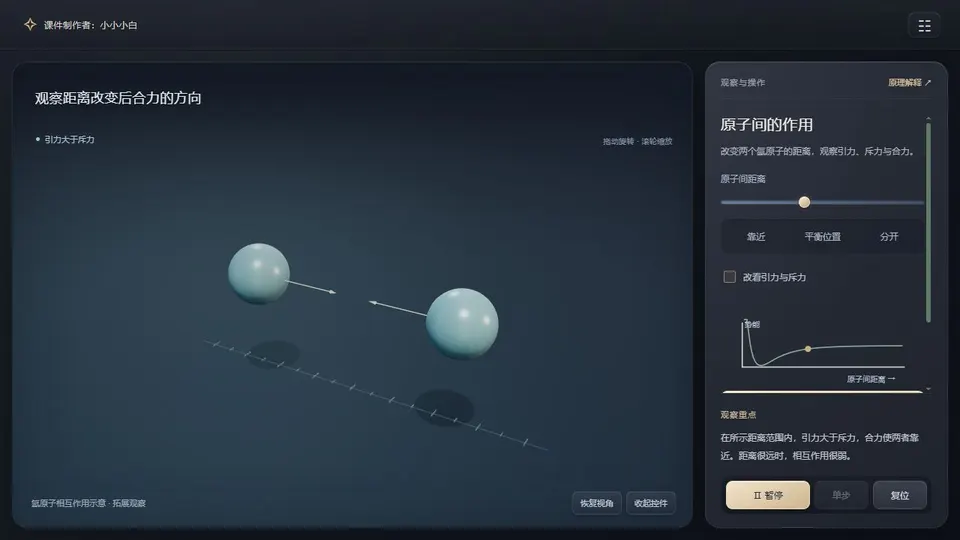 课件制作者：小小小白
观察距离改变后合力的方向
引力大于斥力
拖动旋转 · 滚轮缩放
氩原子相互作用示意 · 拓展观察
恢复视角
收起控件
观察与操作
原理解释 ↗
原子间的作用
改变两个氩原子的距离，观察引力、斥力与合力。
原子间距离
靠近
平衡位置
分开
改看引力与斥力
势能
原子间距离 →
观察重点
在所示距离范围内，引力大于斥力，合力使两者靠
近。距离很远时，相互作用很弱。
暂停
单步
复位